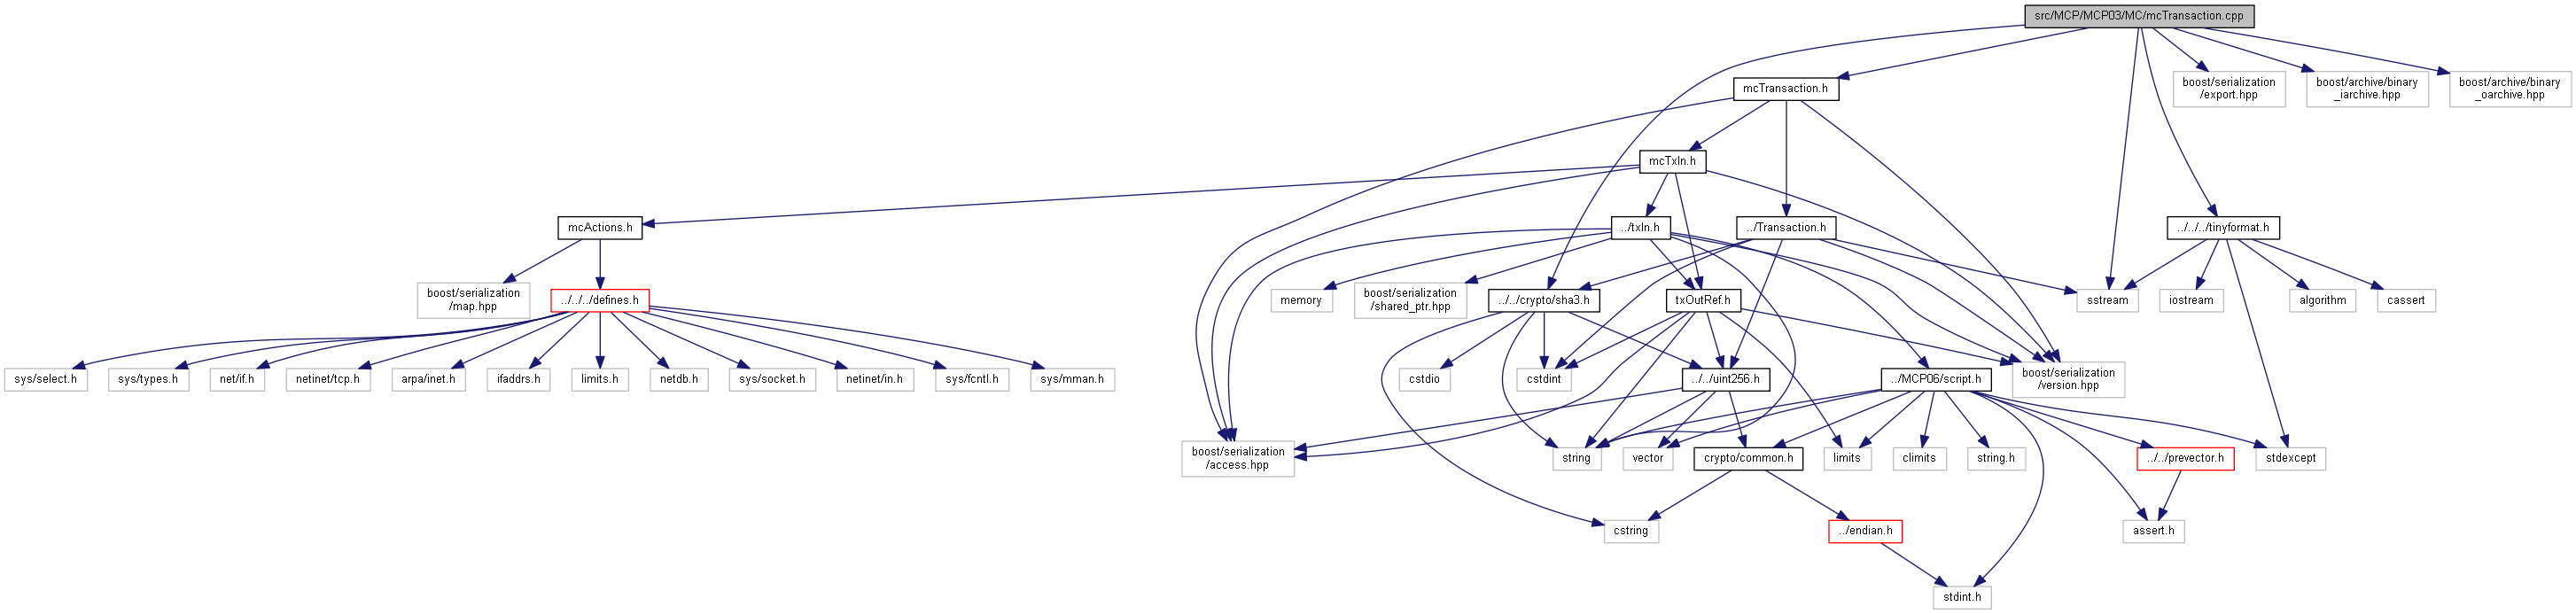 src/MCP/MCP03/MC/mcTransaction.cpp
mcTransaction.h
boost/serialization
/export.hpp
boost/archive/binary
_iarchive.hpp
boost/archive/binary
_oarchive.hpp
mcTxIn.h
mcActions.h
../txIn.h
../Transaction.h
../../../tinyformat.h
boost/serialization
/map.hpp
../../../defines.h
memory
boost/serialization
/shared_ptr.hpp
../../crypto/sha3.h
txOutRef.h
sstream
iostream
algorithm
cassert
sys/select.h
sys/types.h
net/if.h
netinet/tcp.h
arpa/inet.h
ifaddrs.h
limits.h
netdb.h
sys/socket.h
netinet/in.h
sys/fcntl.h
sys/mman.h
cstdio
cstdint
../../uint256.h
../MCP06/script.h
boost/serialization
/version.hpp
boost/serialization
/access.hpp
string
vector
crypto/common.h
limits
climits
string.h
../../prevector.h
stdexcept
cstring
../endian.h
assert.h
stdint.h